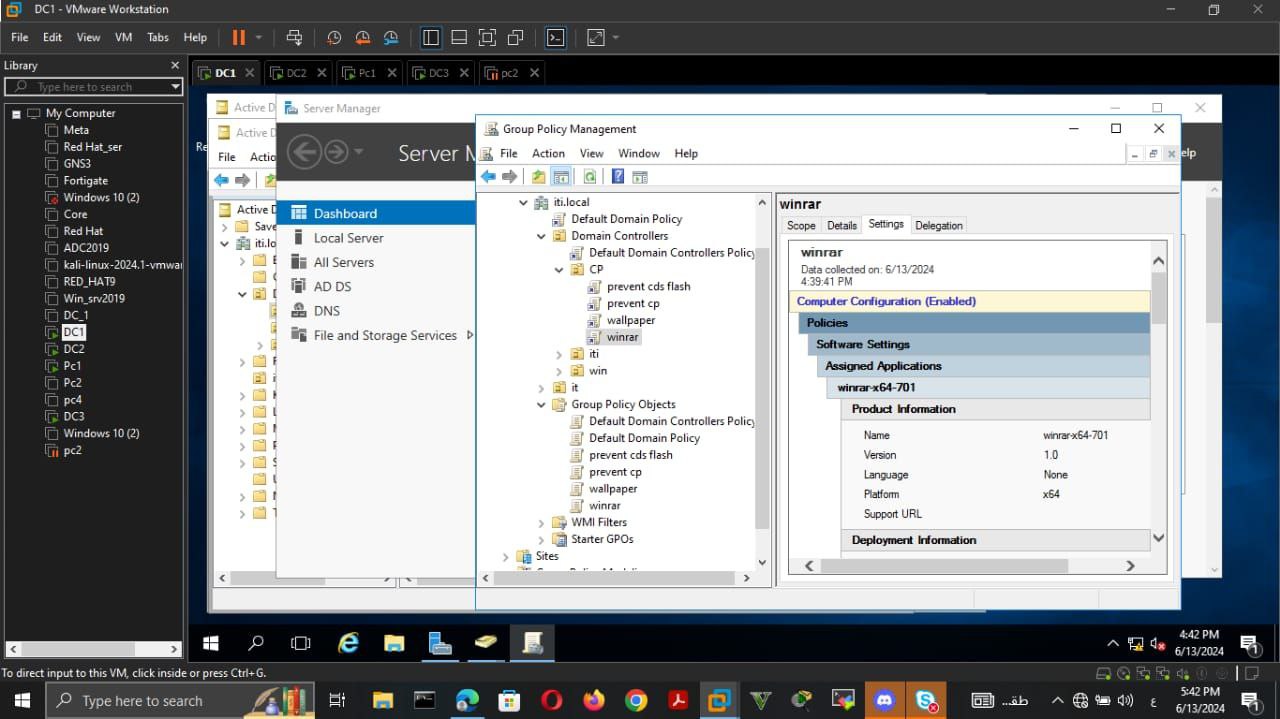 DC1 - VMware Workstation
File Edit View VM Tabs Help
Library
Type here to search
My Computer
Meta
Red Hat_ser
GNS3
Fortigate
Windows 10 (2)
Core
Red Hat
ADC2019
kali-linux-2024.1-vmwar
RED_HAT9
Win_srv2019
DC_1
DC1
DC2
Pc1
Pc2
pc4
DC3
Windows 10 (2)
pc2
DC1 DC2 Pc1 DC3 pc2
Active D
Active D
Re
File Actio
Active D
Save
iti.lo
Server Manager
Server M
elp
Dashboard
Local Server
All Servers
AD DS
DNS
File and Storage Services
Group Policy Management
File Action View Window Help
iti.local
Default Domain Policy
Domain Controllers
Default Domain Controllers Policy
CP
prevent cds flash
prevent cp
wallpaper
winrar
iti
win
it
Group Policy Objects
Default Domain Controllers Policy
Default Domain Policy
prevent cds flash
prevent cp
wallpaper
winrar
WMI Filters
Starter GPOs
Sites
winrar
Scope Details Settings Delegation
winrar
Data collected on: 6/13/2024
4:39:41 PM
Computer Configuration (Enabled)
Policies
Software Settings
Assigned Applications
winrar-x64-701
Product Information
Name winrar-x64-701
Version 1.0
Language None
Platform x64
Support URL
Deployment Information
4:42 PM
6/13/2024
1
To direct input to this VM, click inside or press Ctrl+G.
Type here to search
طقـ...
ع
5:42 PM
6/13/2024
1